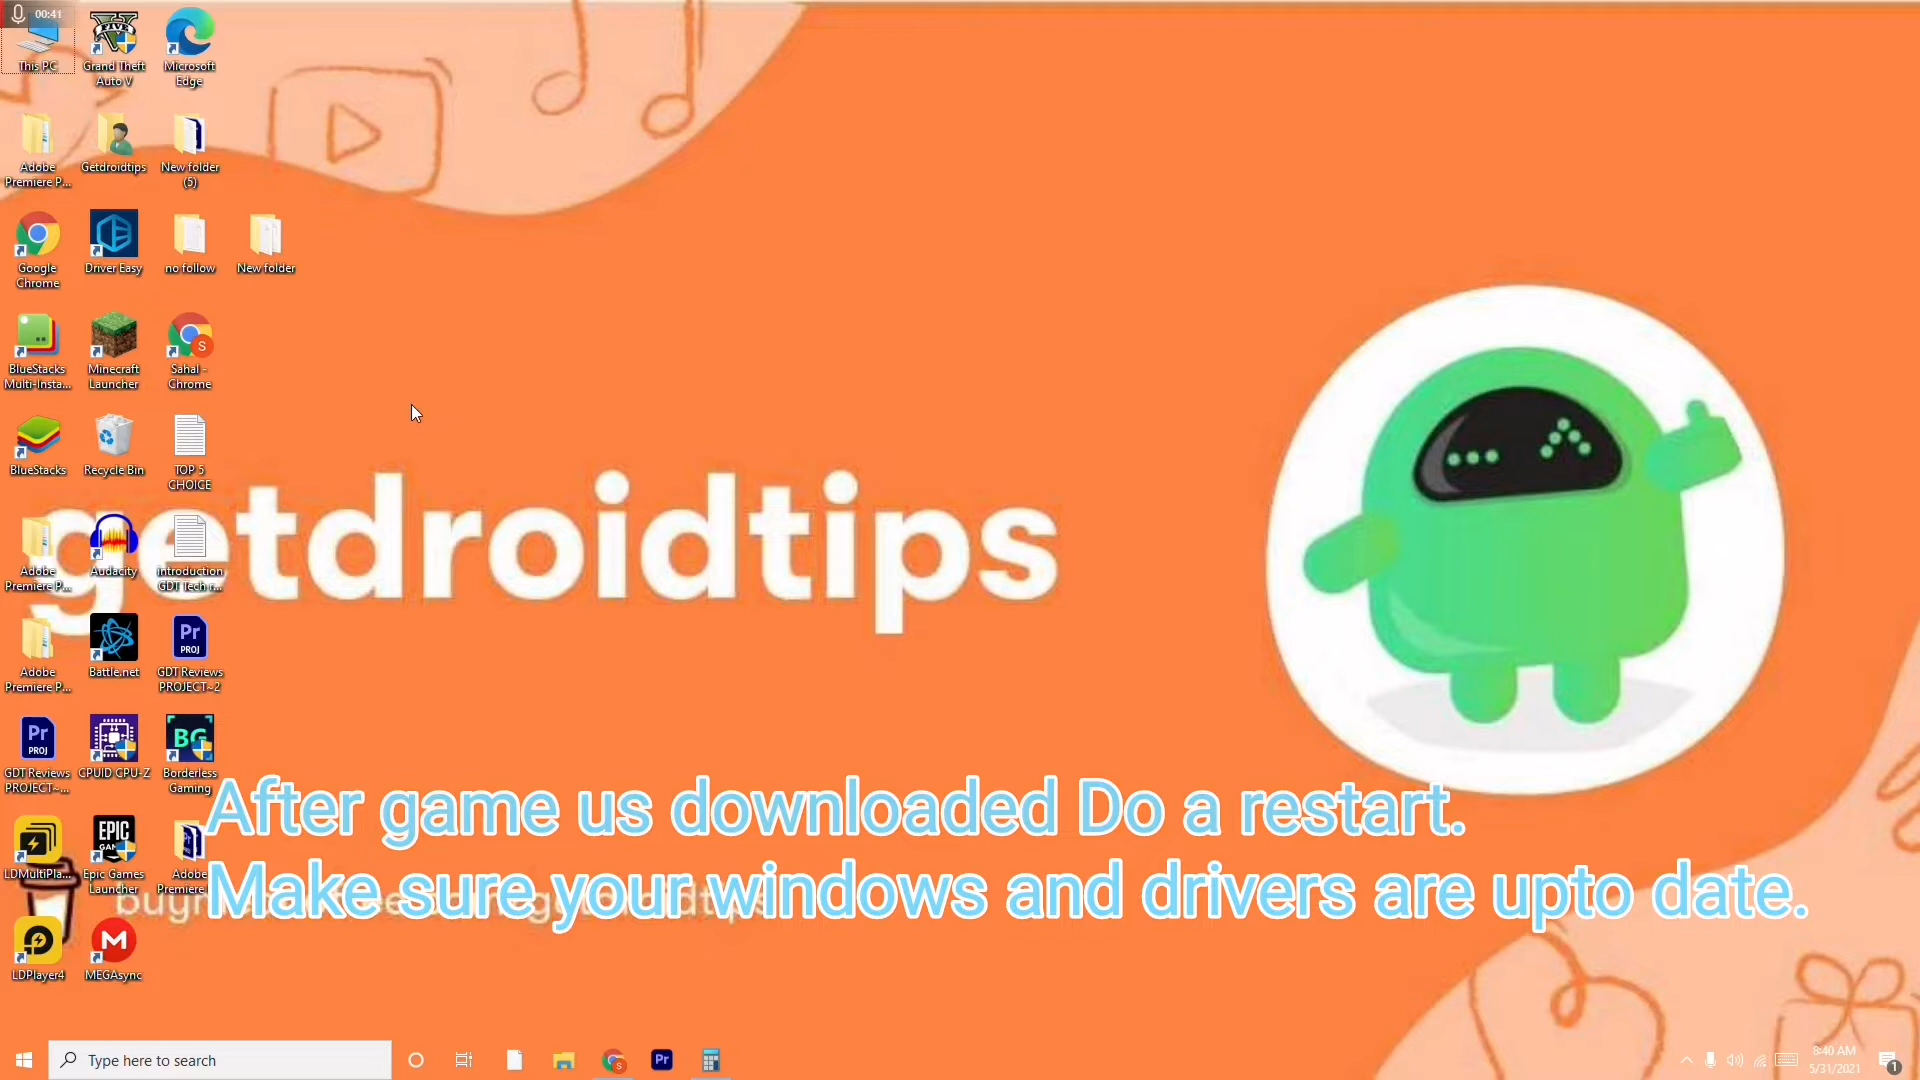 00:41
This PC
Grand Theft
Auto V
Microsoft
Edge
Adobe
Premiere P...
Getdroidtips
New folder
(5)
Google
Chrome
Driver Easy
no follow
New folder
BlueStacks
Multi-Insta...
Minecraft
Launcher
Sahal -
Chrome
BlueStacks
Recycle Bin
TOP 5
CHOICE
getdroidtips
Adobe
Premiere P...
Audacity
introduction
GDT Tech r...
Adobe
Premiere P...
Battle.net
GDT Reviews
PROJECT~2
GDT Reviews
PROJECT~...
CPUID CPU-Z
Borderless
Gaming
After game us downloaded Do a restart.
Make sure your windows and drivers are upto date.
LDMultiPla...
Epic Games
Launcher
Adobe
Premiere
LDPlayer4
MEGAsync
Type here to search
8:40 AM
5/31/2021
1